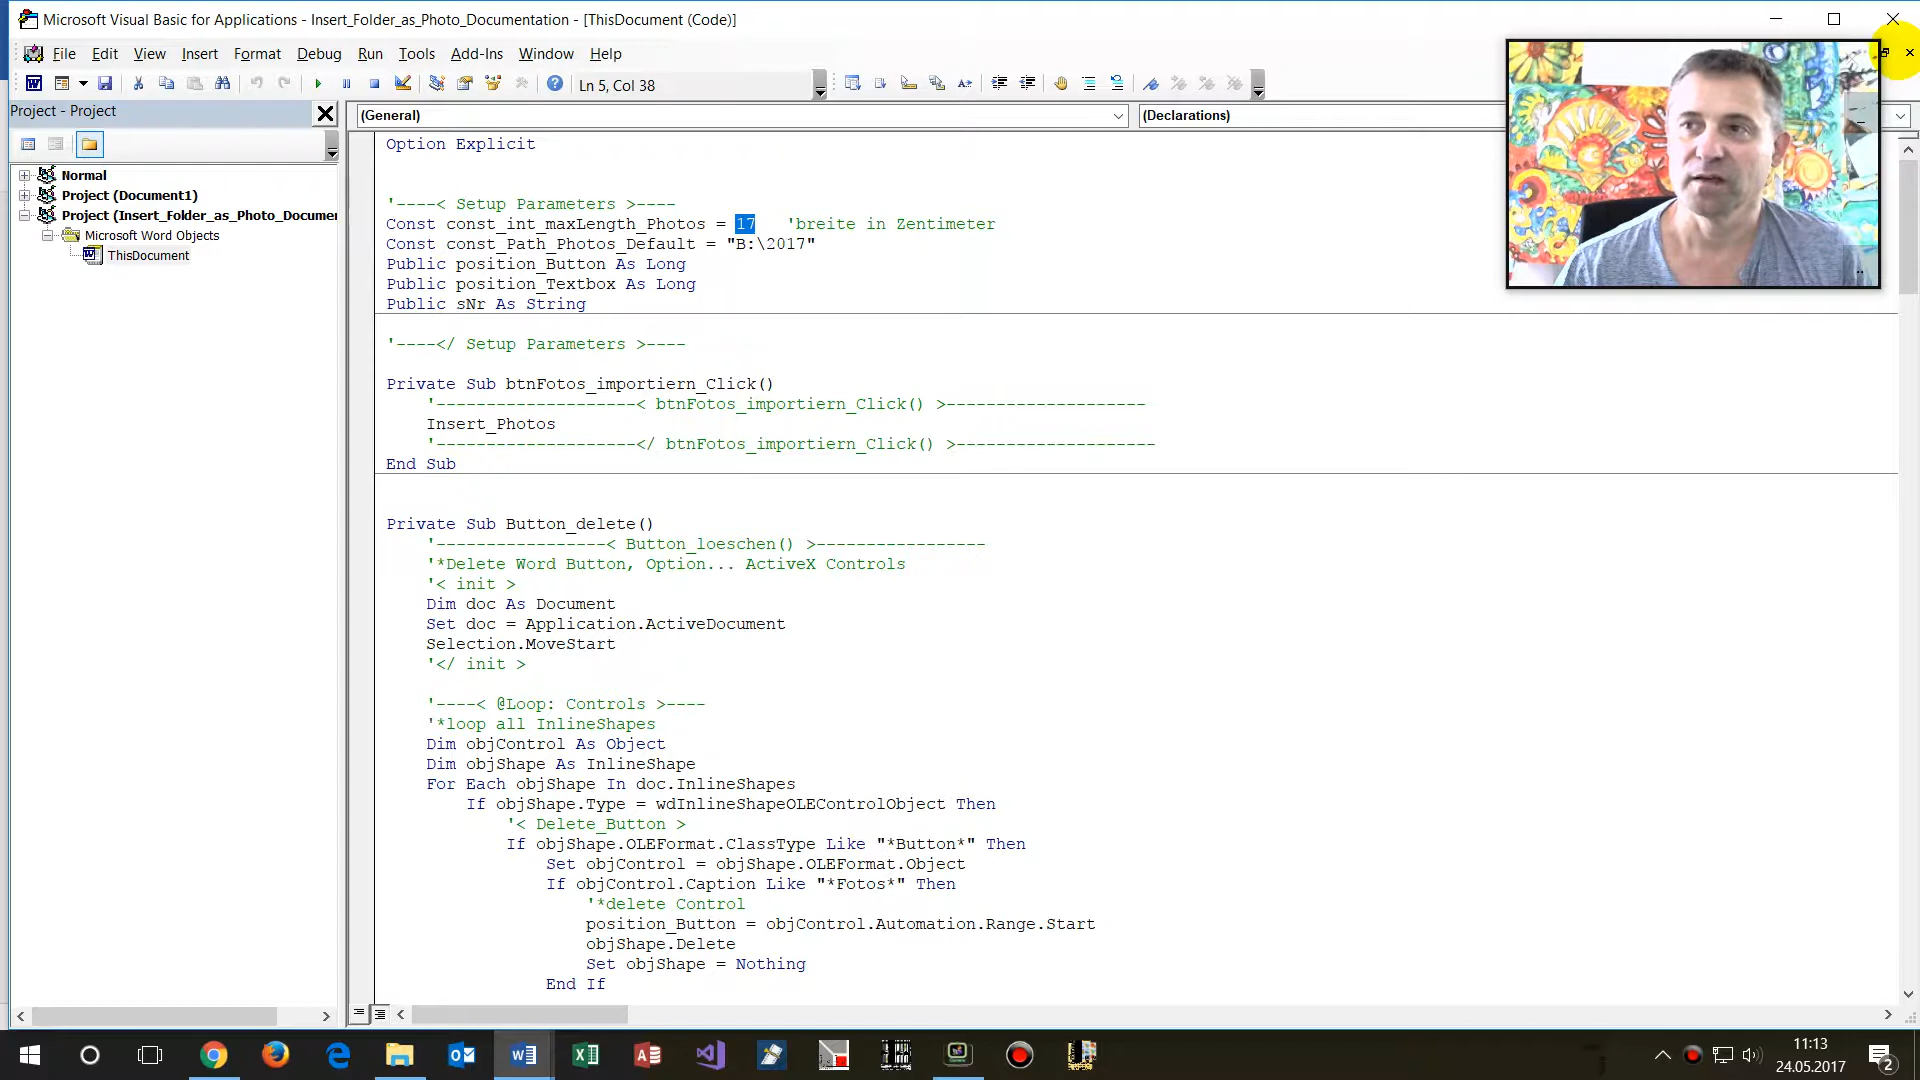 Microsoft Visual Basic for Applications - Insert_Folder_as_Photo_Documentation - [ThisDocument (Code)]
File Edit View Insert Format Debug Run Tools Add-Ins Window Help
Ln 5, Col 38
Project - Project
Normal
Project (Document1)
Project (Insert_Folder_as_Photo_Documen
Microsoft Word Objects
ThisDocument
(General)
(Declarations)
Option Explicit
'----< Setup Parameters >----
Const const_int_maxLength_Photos = 17 'breite in Zentimeter
Const const_Path_Photos_Default = "B:\2017"
Public position_Button As Long
Public position_Textbox As Long
Public sNr As String
'----</ Setup Parameters >----
Private Sub btnFotos_importiern_Click()
'--------------------< btnFotos_importiern_Click() >--------------------
Insert_Photos
'--------------------</ btnFotos_importiern_Click() >--------------------
End Sub
Private Sub Button_delete()
'-----------------< Button_loeschen() >-----------------
'*Delete Word Button, Option... ActiveX Controls
'< init >
Dim doc As Document
Set doc = Application.ActiveDocument
Selection.MoveStart
'</ init >
'----< @Loop: Controls >----
'*loop all InlineShapes
Dim objControl As Object
Dim objShape As InlineShape
For Each objShape In doc.InlineShapes
If objShape.Type = wdInlineShapeOLEControlObject Then
'< Delete_Button >
If objShape.OLEFormat.ClassType Like "*Button*" Then
Set objControl = objShape.OLEFormat.Object
If objControl.Caption Like "*Fotos*" Then
'*delete Control
position_Button = objControl.Automation.Range.Start
objShape.Delete
Set objShape = Nothing
End If
11:13
24.05.2017
2